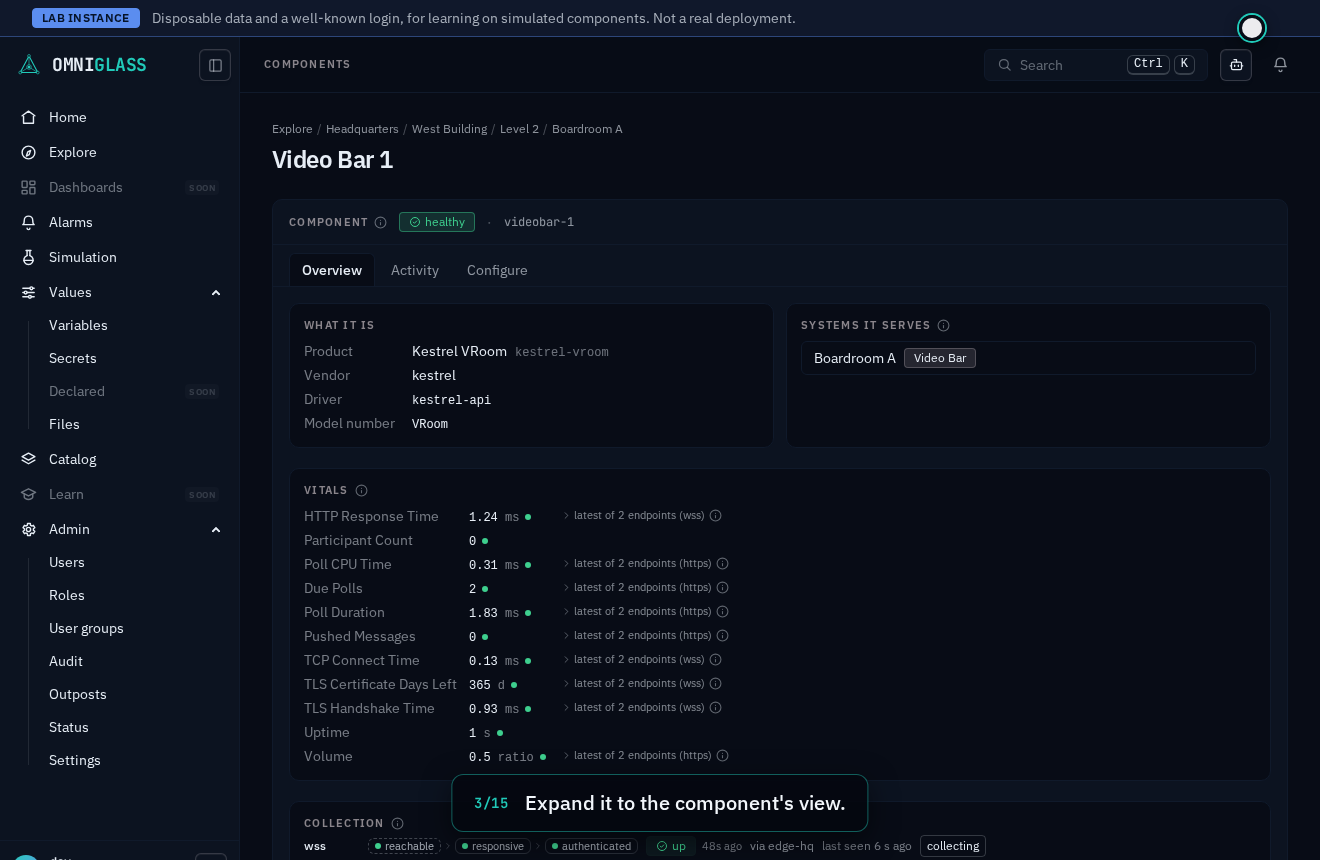 LAB INSTANCE Disposable data and a well-known login, for learning on simulated components. Not a real deployment.
OMNIGLASS
COMPONENTS
Search Ctrl K
Home
Explore
Dashboards SOON
Alarms
Simulation
Values
Variables
Secrets
Declared SOON
Files
Catalog
Learn SOON
Admin
Users
Roles
User groups
Audit
Outposts
Status
Settings
Explore / Headquarters / West Building / Level 2 / Boardroom A
Video Bar 1
COMPONENT healthy · videobar-1
Overview Activity Configure
WHAT IT IS
Product Kestrel VRoom kestrel-vroom
Vendor kestrel
Driver kestrel-api
Model number VRoom
SYSTEMS IT SERVES
Boardroom A Video Bar
VITALS
HTTP Response Time 1.24 ms latest of 2 endpoints (wss)
Participant Count 0
Poll CPU Time 0.31 ms latest of 2 endpoints (https)
Due Polls 2 latest of 2 endpoints (https)
Poll Duration 1.83 ms latest of 2 endpoints (https)
Pushed Messages 0 latest of 2 endpoints (https)
TCP Connect Time 0.13 ms latest of 2 endpoints (wss)
TLS Certificate Days Left 365 d latest of 2 endpoints (wss)
TLS Handshake Time 0.93 ms latest of 2 endpoints (wss)
Uptime 1 s
Volume 0.5 ratio latest of 2 endpoints (https)
3/15 Expand it to the component's view.
COLLECTION
wss reachable responsive authenticated up 48s ago via edge-hq last seen 6 s ago collecting